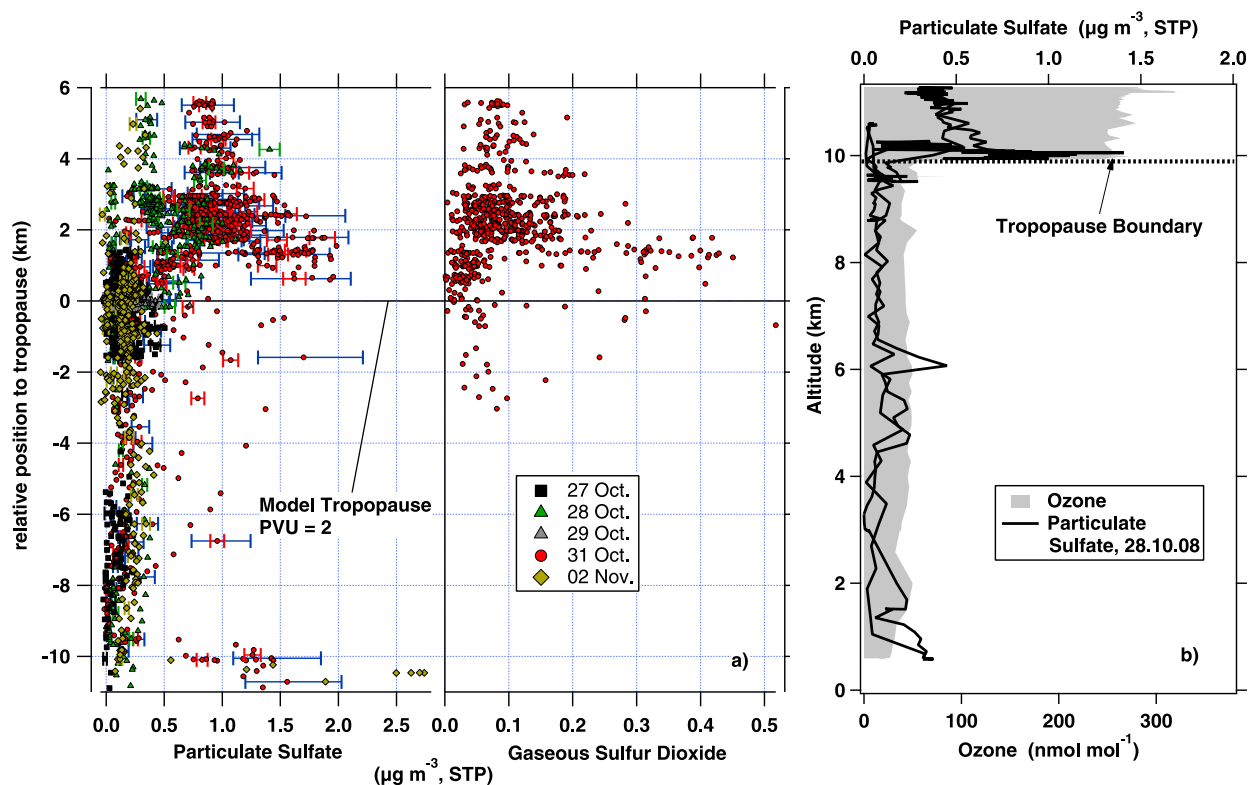 6
4
2
0
-2
-4
-6
-8
-10
relative position to tropopause (km)
Model Tropopause
PVU = 2
0.0 0.5 1.0 1.5 2.0 2.5
Particulate Sulfate
27 Oct.
28 Oct.
29 Oct.
31 Oct.
02 Nov.
a)
0.0 0.1 0.2 0.3 0.4 0.5
Gaseous Sulfur Dioxide
(µg m⁻³, STP)
Particulate Sulfate (µg m⁻³, STP)
0.0 0.5 1.0 2.0
10
8
6
4
2
0
Altitude (km)
Tropopause Boundary
Ozone
Particulate
Sulfate, 28.10.08
b)
0 100 200 300
Ozone (nmol mol⁻¹)